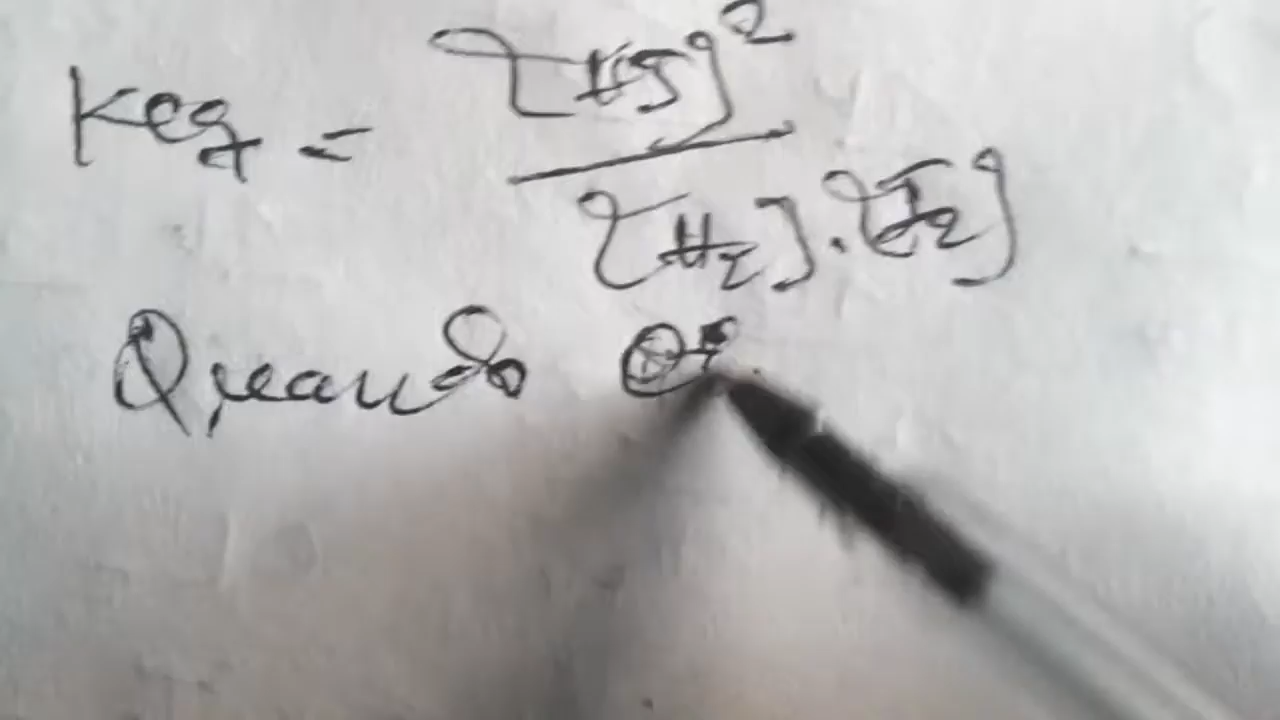 Keq = [HI]²
[H₂].[I₂]
Quando